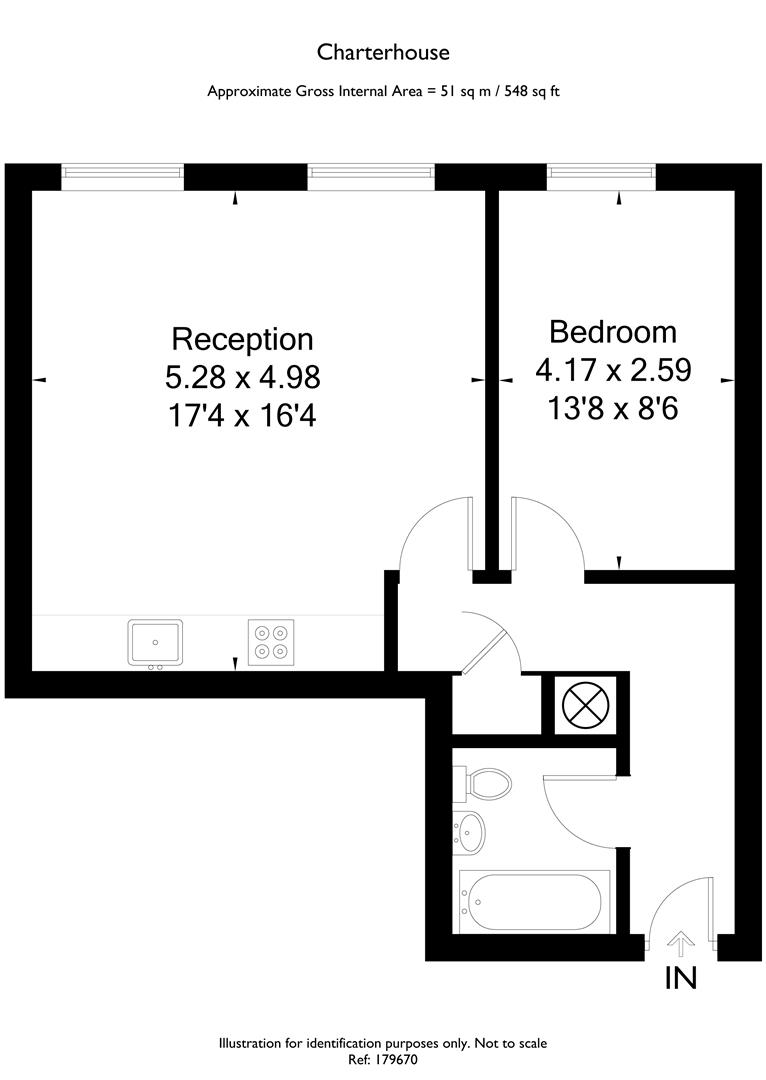 Charterhouse
Approximate Gross Internal Area = 51 sq m / 548 sq ft
Reception
5.28 x 4.98
17'4 x 16'4
Bedroom
4.17 x 2.59
13'8 x 8'6
IN
Illustration for identification purposes only. Not to scale
Ref: 179670